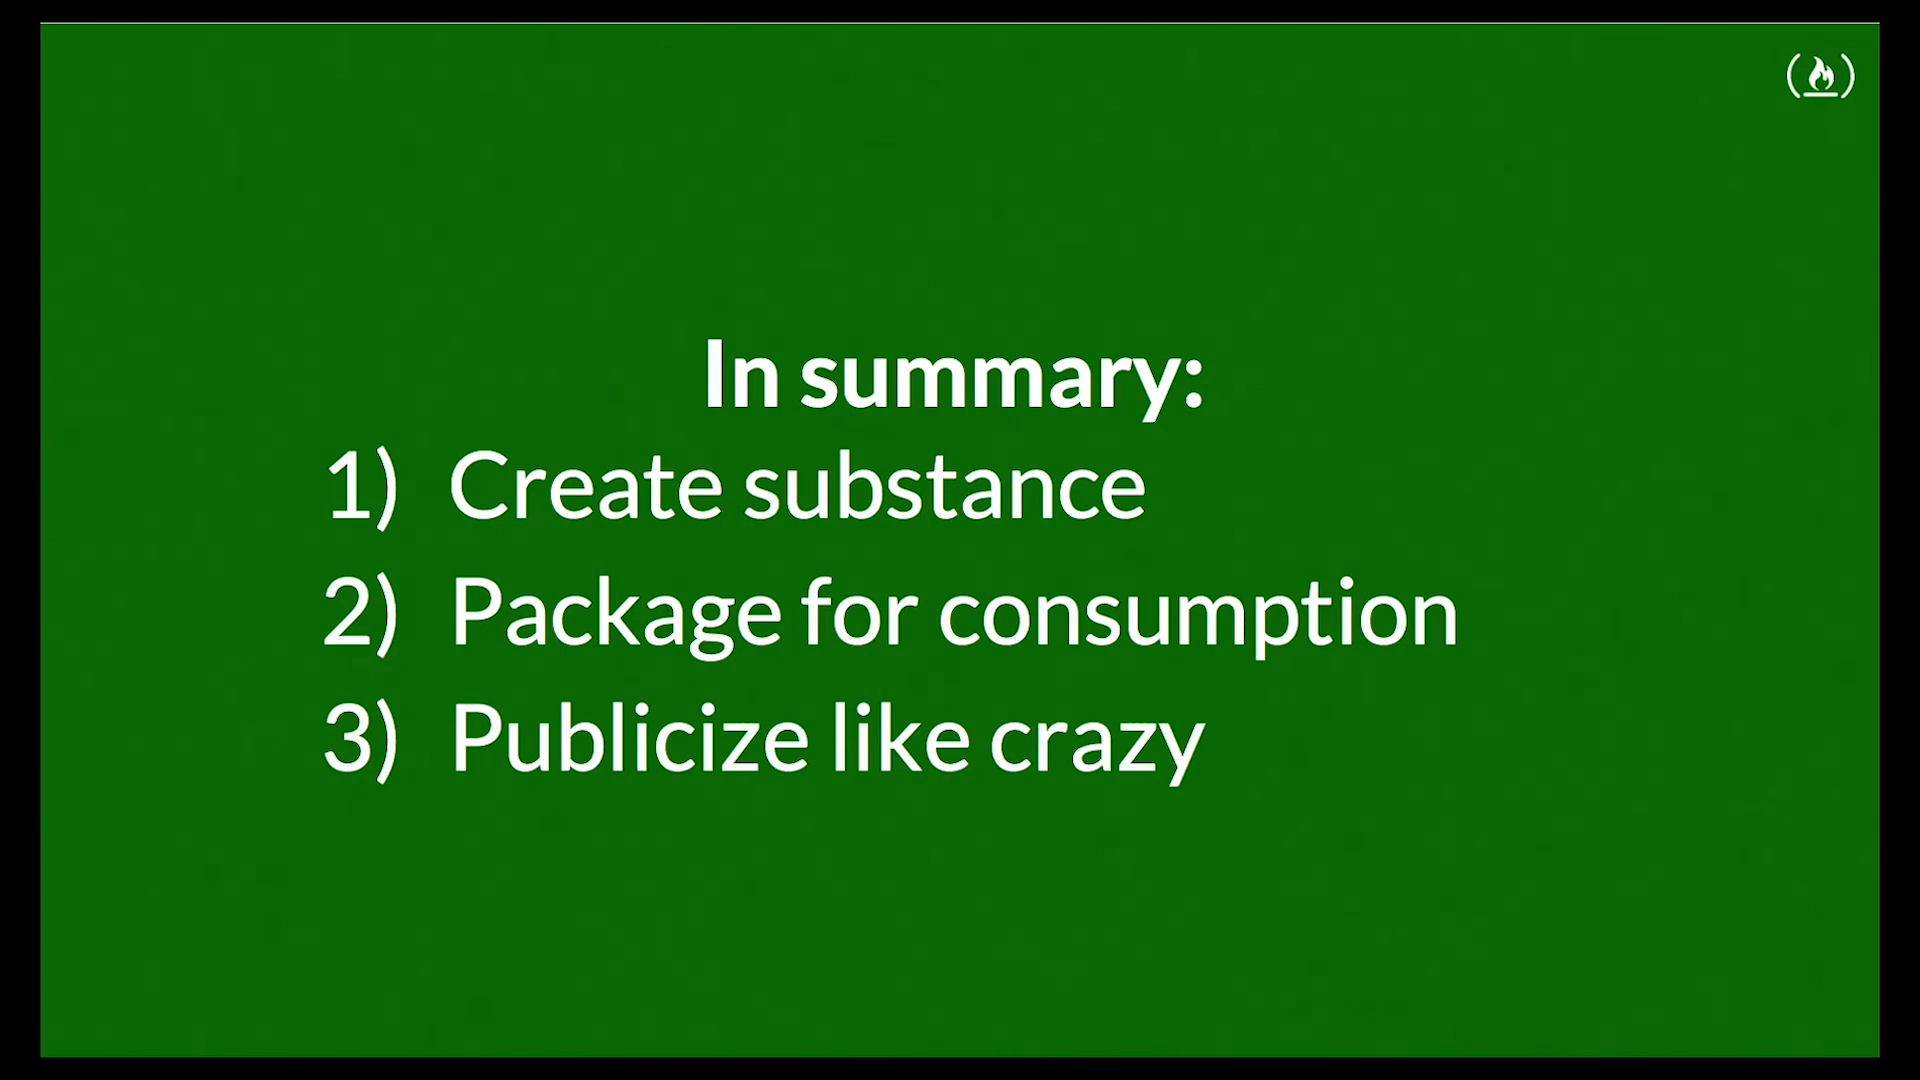 In summary:
1) Create substance
2) Package for consumption
3) Publicize like crazy